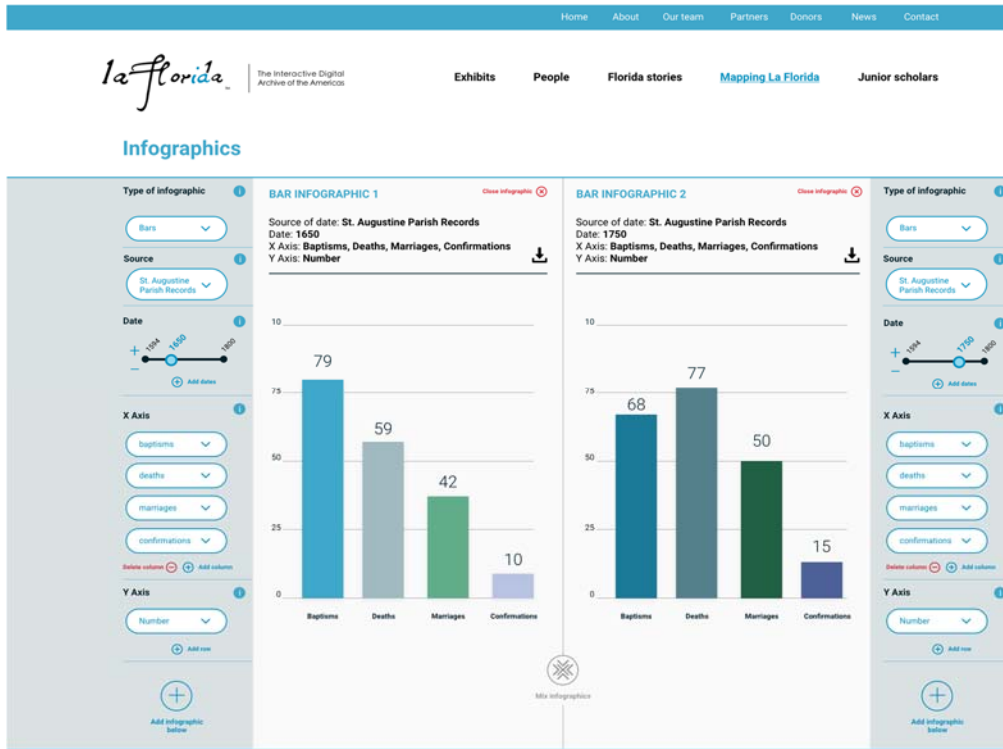 Home About Our team Partners Donors News Contact
la Florida™
The Interactive Digital
Archive of the Americas
Exhibits People Florida stories Mapping La Florida Junior scholars
Infographics
Type of infographic i
Bars
Source i
St. Augustine
Parish Records
Date i
+ 1594 1650 1800
−
Add dates
X Axis i
baptisms
deaths
marriages
confirmations
Delete column Add column
Y Axis i
Number
Add row
Add infographic
below
BAR INFOGRAPHIC 1 Close infographic
Source of date: St. Augustine Parish Records
Date: 1650
X Axis: Baptisms, Deaths, Marriages, Confirmations
Y Axis: Number
10
79
75
59
50
42
25
10
0
Baptisms Deaths Marriages Confirmations
BAR INFOGRAPHIC 2 Close infographic
Source of date: St. Augustine Parish Records
Date: 1750
X Axis: Baptisms, Deaths, Marriages, Confirmations
Y Axis: Number
10
77
75
68
50
50
25
15
0
Baptisms Deaths Marriages Confirmations
Mix infographics
Type of infographic i
Bars
Source i
St. Augustine
Parish Records
Date i
+ 1594 1750 1800
−
Add dates
X Axis i
baptisms
deaths
marriages
confirmations
Delete column Add column
Y Axis i
Number
Add row
Add infographic
below